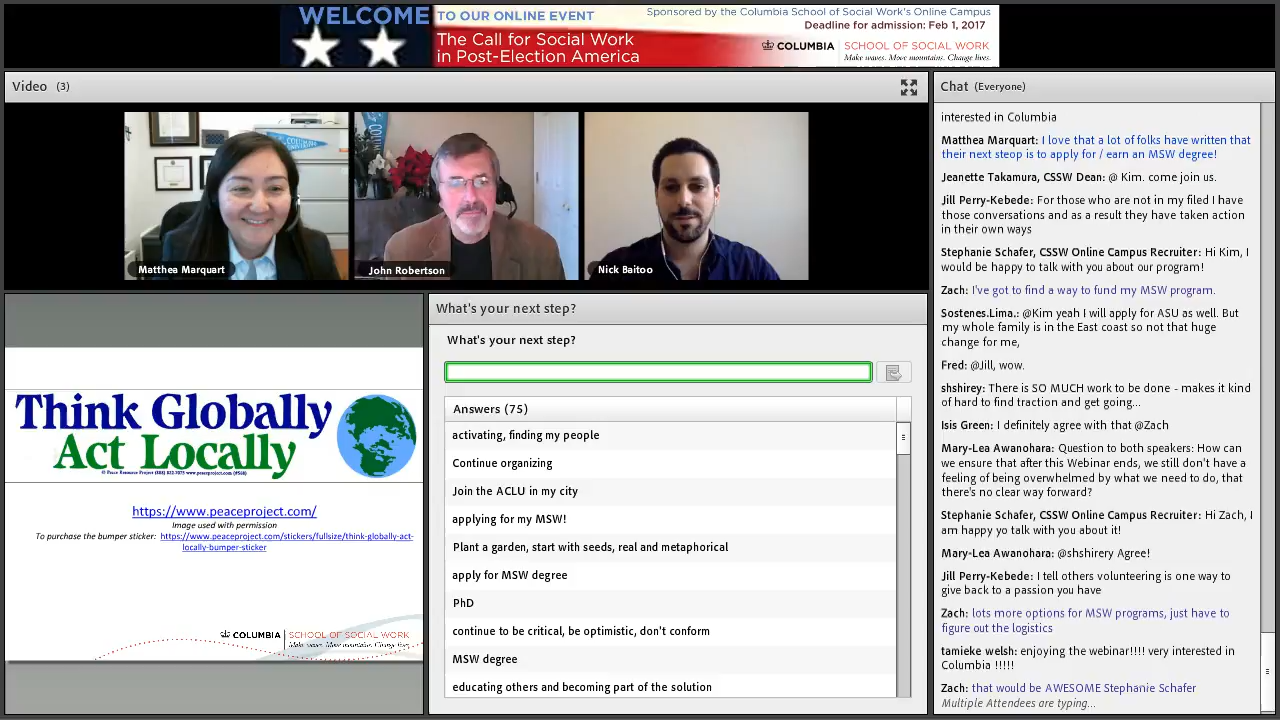 WELCOME TO OUR ONLINE EVENT
The Call for Social Work
in Post-Election America
Sponsored by the Columbia School of Social Work's Online Campus
Deadline for admission: Feb 1, 2017
COLUMBIA SCHOOL OF SOCIAL WORK
Make waves. Move mountains. Change lives.
Video (3)
Matthea Marquart
John Robertson
Nick Baitoo
Think Globally
Act Locally
© Peace Resource Project (888) 822-7075 www.peaceproject.com
https://www.peaceproject.com/
Image used with permission
To purchase the bumper sticker: https://www.peaceproject.com/stickers/fullsize/think-globally-act-
locally-bumper-sticker
COLUMBIA SCHOOL OF SOCIAL WORK
Make waves. Move mountains. Change lives.
What's your next step?
What's your next step?
Answers (75)
activating, finding my people
Continue organizing
Join the ACLU in my city
applying for my MSW!
Plant a garden, start with seeds, real and metaphorical
apply for MSW degree
PhD
continue to be critical, be optimistic, don't conform
MSW degree
educating others and becoming part of the solution
Chat (Everyone)
interested in Columbia
Matthea Marquart: I love that a lot of folks have written that
their next steop is to apply for / earn an MSW degree!
Jeanette Takamura, CSSW Dean: @ Kim. come join us.
Jill Perry-Kebede: For those who are not in my filed I have
those conversations and as a result they have taken action
in their own ways
Stephanie Schafer, CSSW Online Campus Recruiter: Hi Kim, I
would be happy to talk with you about our program!
Zach: I've got to find a way to fund my MSW program.
Sostenes.Lima.: @Kim yeah I will apply for ASU as well. But
my whole family is in the East coast so not that huge
change for me,
Fred: @Jill, wow.
shshirey: There is SO MUCH work to be done - makes it kind
of hard to find traction and get going...
Isis Green: I definitely agree with that @Zach
Mary-Lea Awanohara: Question to both speakers: How can
we ensure that after this Webinar ends, we still don't have a
feeling of being overwhelmed by what we need to do, that
there's no clear way forward?
Stephanie Schafer, CSSW Online Campus Recruiter: Hi Zach, I
am happy yo talk with you about it!
Mary-Lea Awanohara: @shshirery Agree!
Jill Perry-Kebede: I tell others volunteering is one way to
give back to a passion you have
Zach: lots more options for MSW programs, just have to
figure out the logistics
tamieke welsh: enjoying the webinar!!!! very interested in
Columbia !!!!!
Zach: that would be AWESOME Stephanie Schafer
Multiple Attendees are typing...